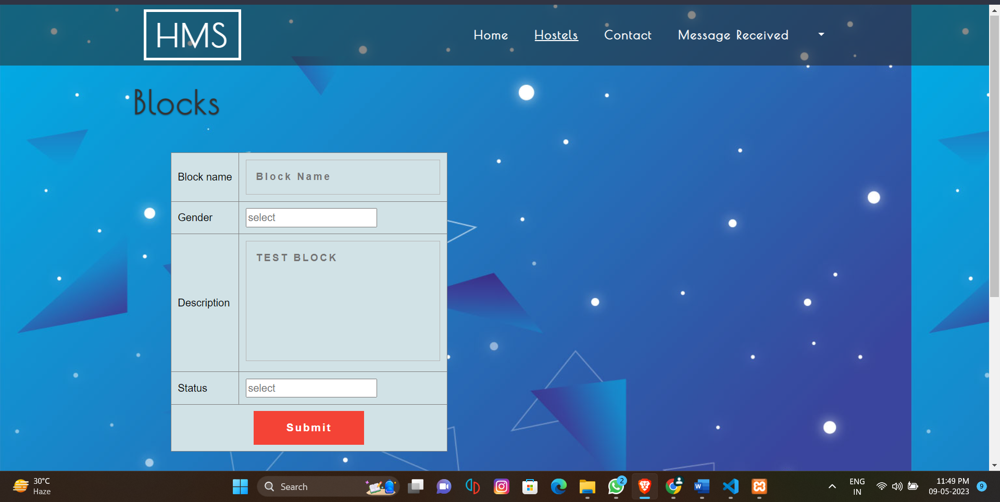 HMS
Home Hostels Contact Message Received
Blocks
Block name Block Name
Gender select
Description TEST BLOCK
Status select
Submit
30°C
Haze
Search
2
W
ENG
IN
11:49 PM
09-05-2023
9